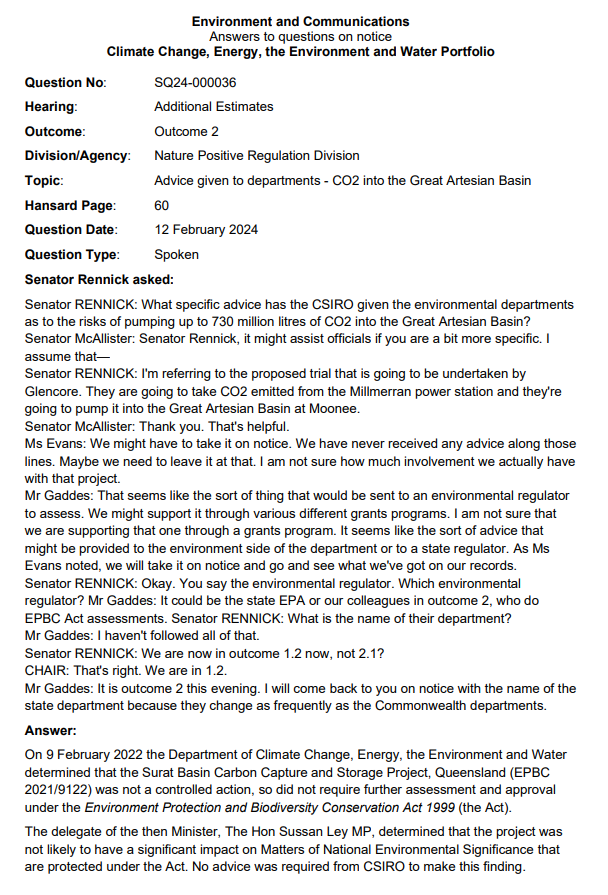 Environment and Communications
Answers to questions on notice
Climate Change, Energy, the Environment and Water Portfolio
Question No: SQ24-000036
Hearing: Additional Estimates
Outcome: Outcome 2
Division/Agency: Nature Positive Regulation Division
Topic: Advice given to departments - CO2 into the Great Artesian Basin
Hansard Page: 60
Question Date: 12 February 2024
Question Type: Spoken
Senator Rennick asked:
Senator RENNICK: What specific advice has the CSIRO given the environmental departments
as to the risks of pumping up to 730 million litres of CO2 into the Great Artesian Basin?
Senator McAllister: Senator Rennick, it might assist officials if you are a bit more specific. I
assume that—
Senator RENNICK: I'm referring to the proposed trial that is going to be undertaken by
Glencore. They are going to take CO2 emitted from the Millmerran power station and they're
going to pump it into the Great Artesian Basin at Moonee.
Senator McAllister: Thank you. That's helpful.
Ms Evans: We might have to take it on notice. We have never received any advice along those
lines. Maybe we need to leave it at that. I am not sure how much involvement we actually have
with that project.
Mr Gaddes: That seems like the sort of thing that would be sent to an environmental regulator
to assess. We might support it through various different grants programs. I am not sure that
we are supporting that one through a grants program. It seems like the sort of advice that
might be provided to the environment side of the department or to a state regulator. As Ms
Evans noted, we will take it on notice and go and see what we've got on our records.
Senator RENNICK: Okay. You say the environmental regulator. Which environmental
regulator? Mr Gaddes: It could be the state EPA or our colleagues in outcome 2, who do
EPBC Act assessments. Senator RENNICK: What is the name of their department?
Mr Gaddes: I haven't followed all of that.
Senator RENNICK: We are now in outcome 1.2 now, not 2.1?
CHAIR: That's right. We are in 1.2.
Mr Gaddes: It is outcome 2 this evening. I will come back to you on notice with the name of the
state department because they change as frequently as the Commonwealth departments.
Answer:
On 9 February 2022 the Department of Climate Change, Energy, the Environment and Water
determined that the Surat Basin Carbon Capture and Storage Project, Queensland (EPBC
2021/9122) was not a controlled action, so did not require further assessment and approval
under the Environment Protection and Biodiversity Conservation Act 1999 (the Act).
The delegate of the then Minister, The Hon Sussan Ley MP, determined that the project was
not likely to have a significant impact on Matters of National Environmental Significance that
are protected under the Act. No advice was required from CSIRO to make this finding.